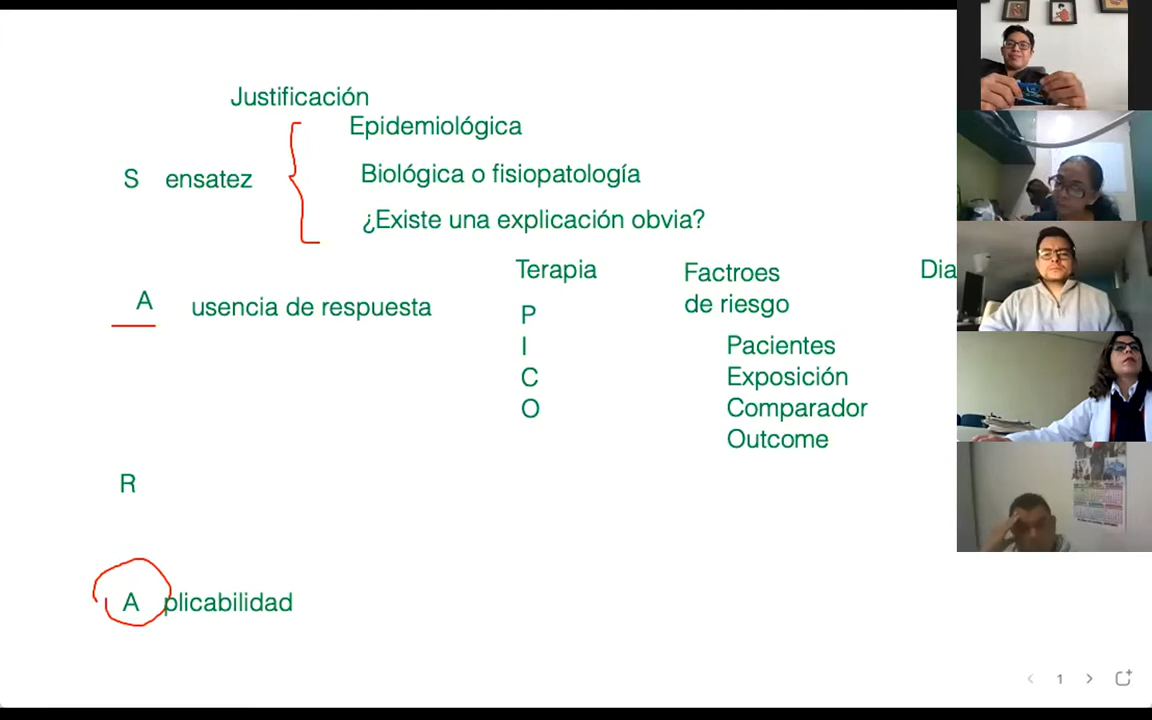 Justificación
Epidemiológica
S ensatez
Biológica o fisiopatología
¿Existe una explicación obvia?
A usencia de respuesta
Terapia
P
I
C
O
Factroes
de riesgo
Pacientes
Exposición
Comparador
Outcome
Dia
R
A plicabilidad
1